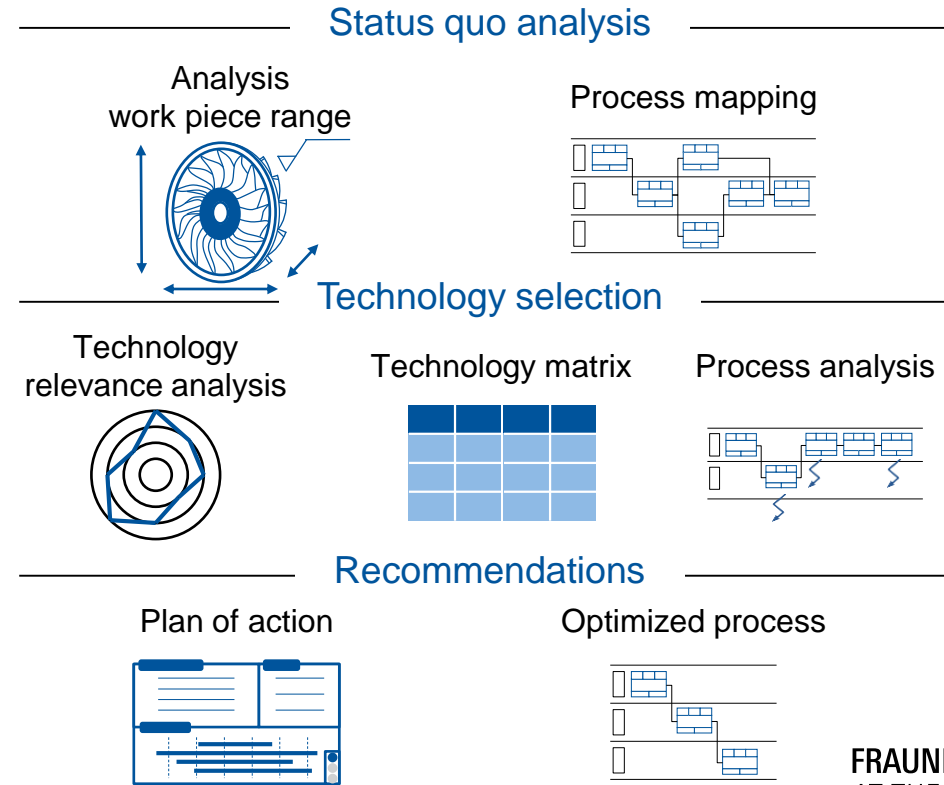 Status quo analysis
Analysis
work piece range
Process mapping
Technology selection
Technology
relevance analysis
Technology matrix
Process analysis
Recommendations
Plan of action
Optimized process